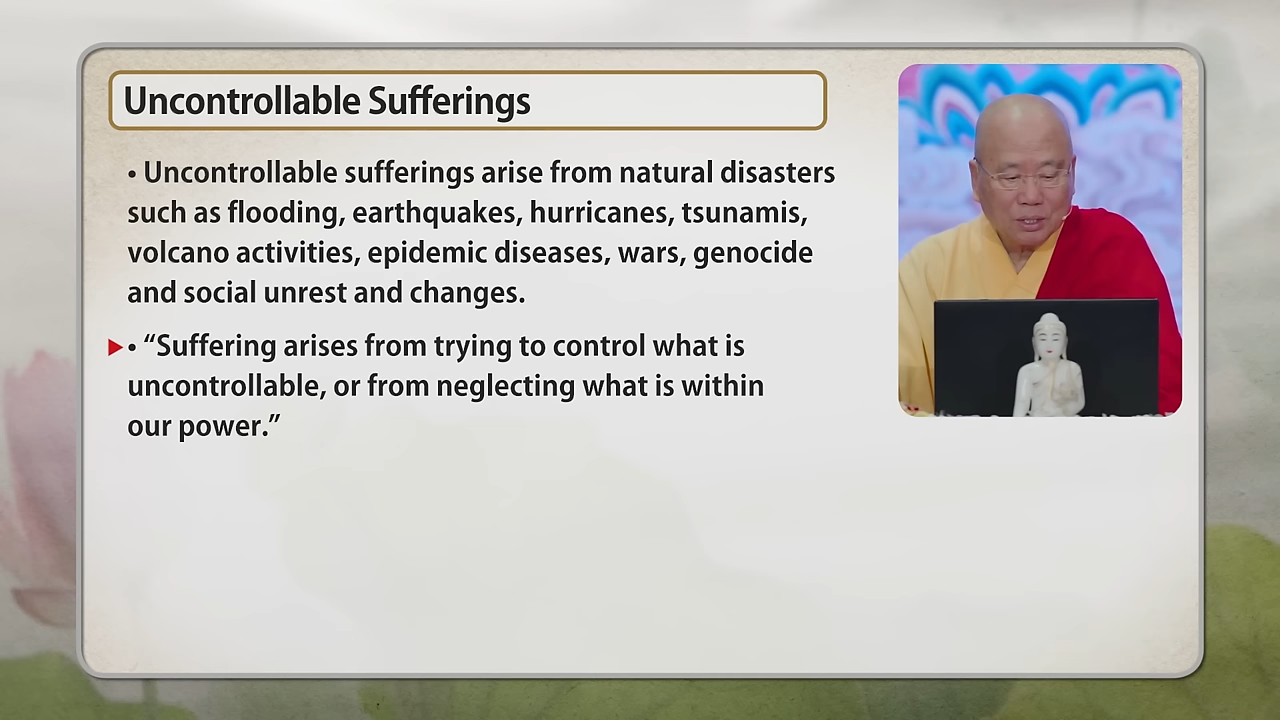 Uncontrollable Sufferings
• Uncontrollable sufferings arise from natural disasters
such as flooding, earthquakes, hurricanes, tsunamis,
volcano activities, epidemic diseases, wars, genocide
and social unrest and changes.
• “Suffering arises from trying to control what is
uncontrollable, or from neglecting what is within
our power.”